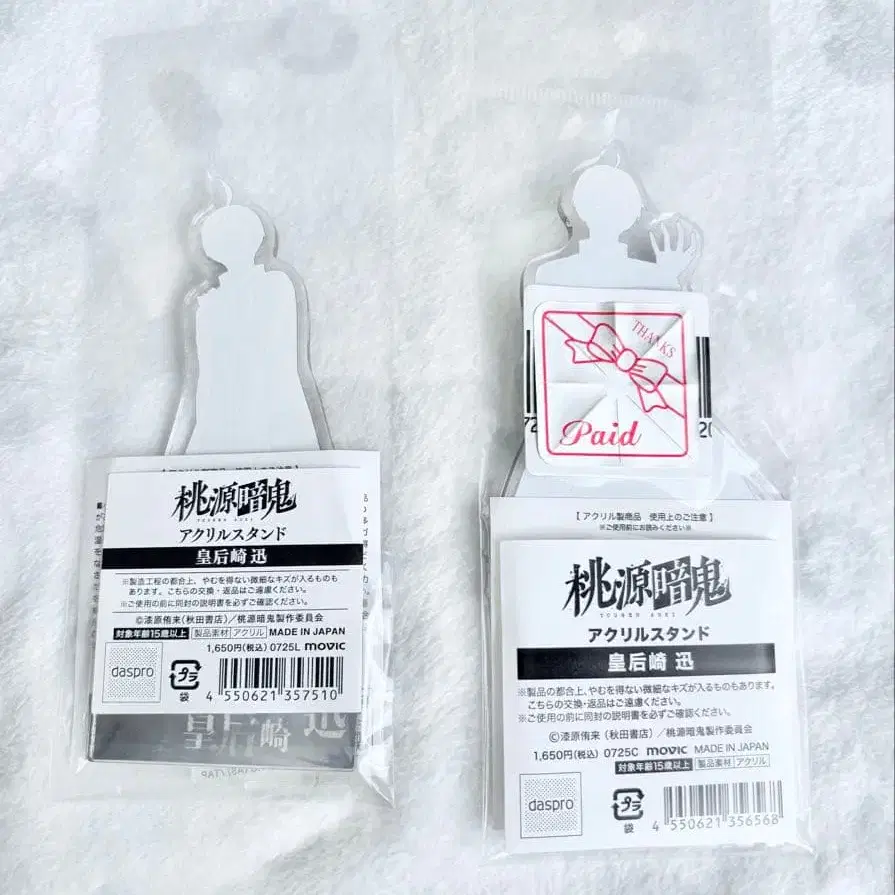 桃源暗鬼
TOUGEN ANKI
アクリルスタンド
皇后崎 迅
※製造工程の都合上、やむを得ない微細なキズが入るものも
あります。こちらの交換・返品はご遠慮ください。
※ご使用の前に同封の説明書を必ずご確認ください。
©漆原侑来(秋田書店)/桃源暗鬼製作委員会
対象年齢15歳以上 製品素材 アクリル MADE IN JAPAN
1,650円(税込) 0725L movic
daspro
プラ
袋
4 550621 357510
皇后崎 迅
THANKS
Paid
【 アクリル製商品 使用上のご注意 】
※ご使用前にお読みください※
桃源暗鬼
TOUGEN ANKI
アクリルスタンド
皇后崎 迅
※製品の都合上、やむを得ない微細なキズが入るものもあります。
こちらの交換・返品はご遠慮ください。
※ご使用の前に同封の説明書を必ずご確認ください。
©漆原侑来(秋田書店)/桃源暗鬼製作委員会
1,650円(税込) 0725C movic MADE IN JAPAN
対象年齢15歳以上 製品素材 アクリル
daspro
プラ
袋
4 550621 356568